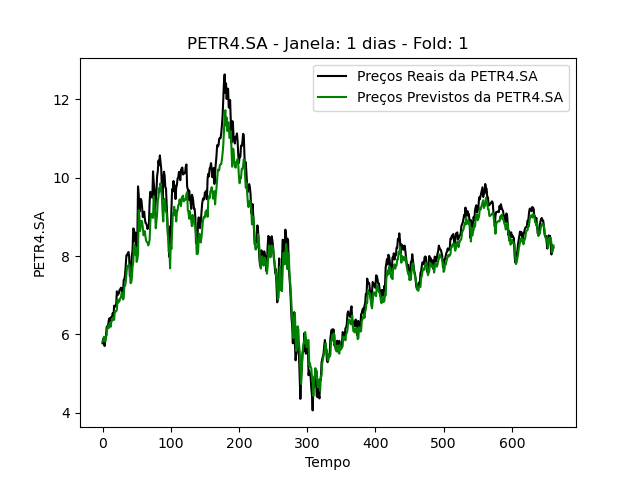 PETR4.SA - Janela: 1 dias - Fold: 1
Preços Reais da PETR4.SA
Preços Previstos da PETR4.SA
PETR4.SA
12
10
8
6
4
0 100 200 300 400 500 600
Tempo